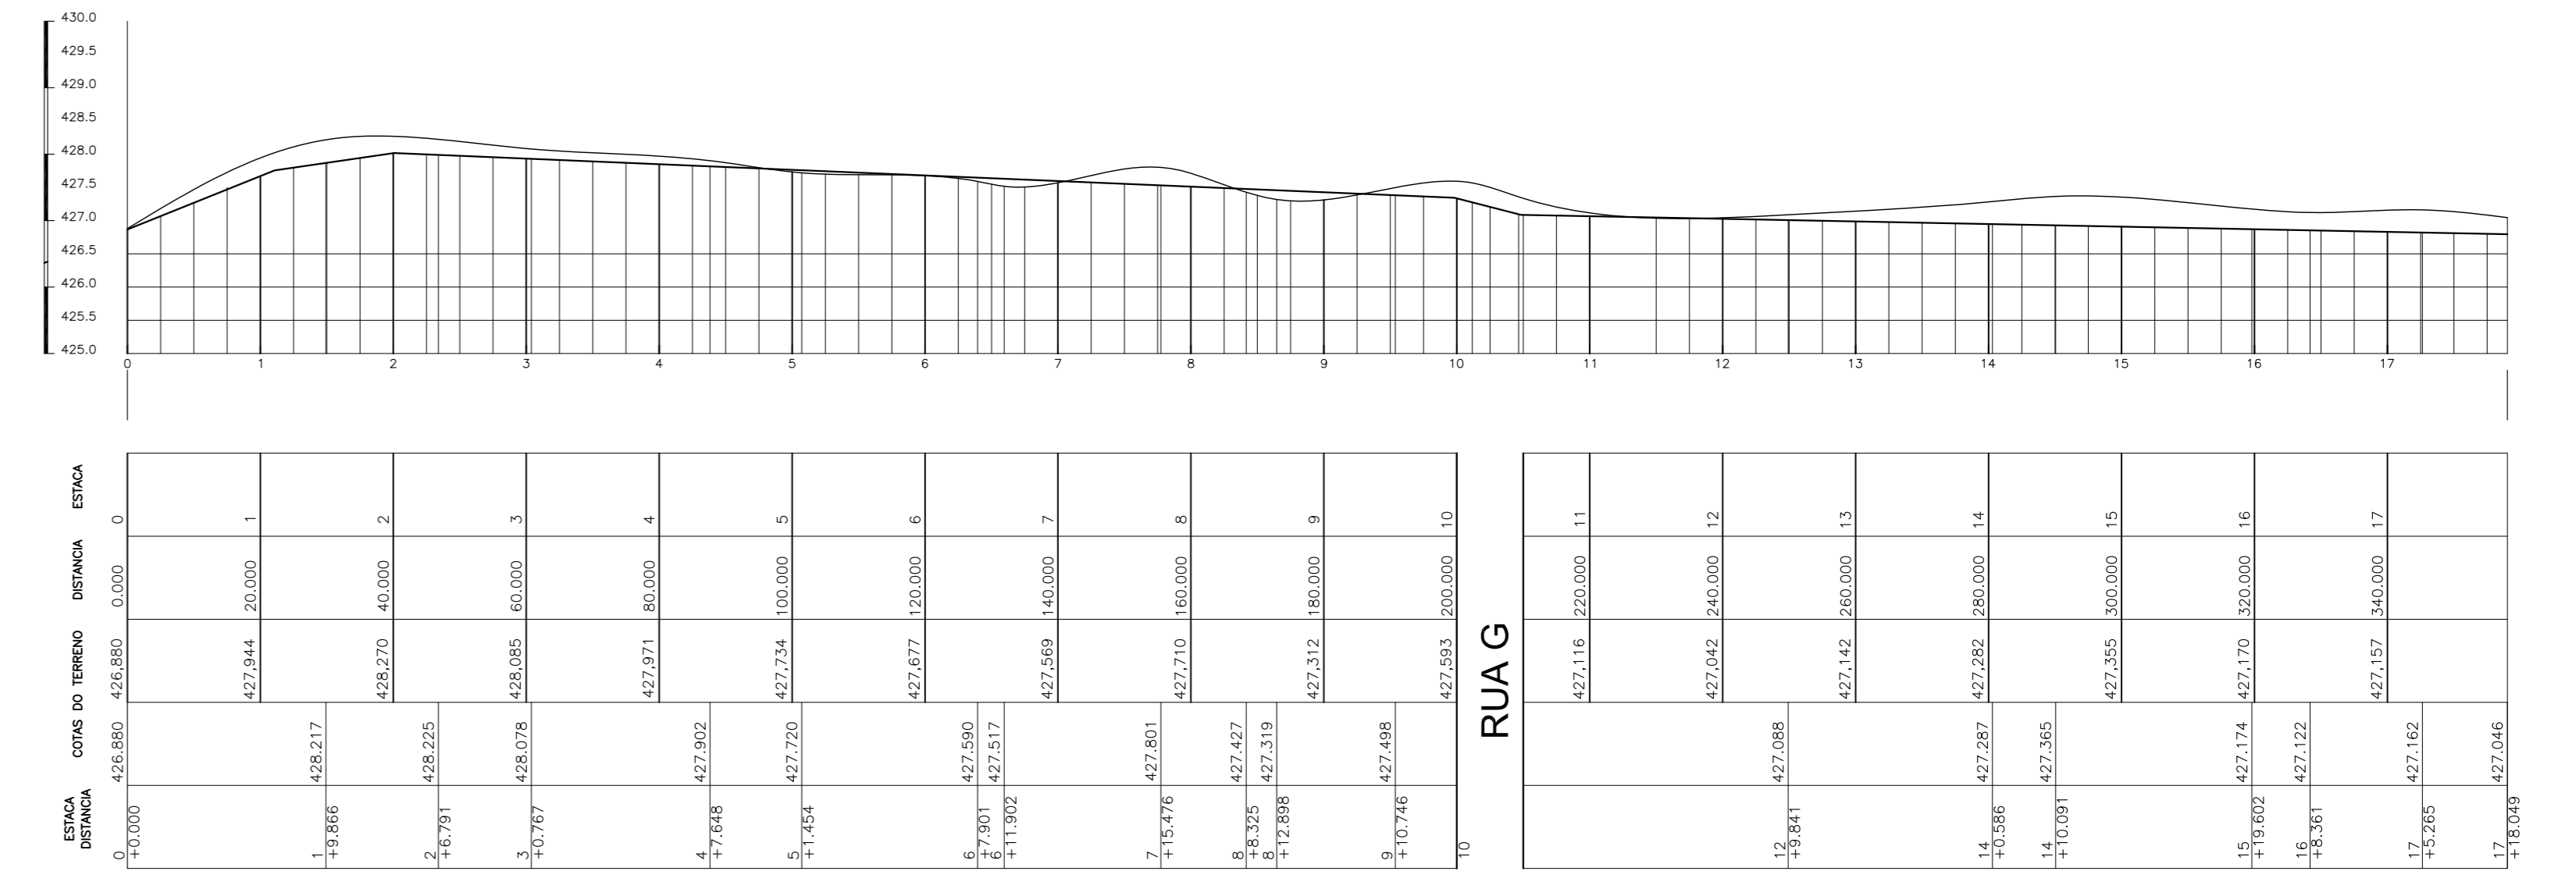 430.0
429.5
429.0
428.5
428.0
427.5
427.0
426.5
426.0
425.5
425.0
0 1 2 3 4 5 6 7 8 9 10 11 12 13 14 15 16 17
ESTACA
0 1 2 3 4 5 6 7 8 9 10 11 12 13 14 15 16 17
DISTANCIA
0.000 20.000 40.000 60.000 80.000 100.000 120.000 140.000 160.000 180.000 200.000 220.000 240.000 260.000 280.000 300.000 320.000 340.000
COTAS DO TERRENO
426,880 427,944 428,270 428,085 427,971 427,734 427,677 427,569 427,710 427,312 427,593 427,116 427,042 427,142 427,282 427,355 427,170 427,157
426.880 428.217 428.225 428.078 427.902 427.720 427.590 427.517 427.801 427.427 427.319 427.498 427.088 427.287 427.365 427.174 427.122 427.162 427.046
RUA G
ESTACA
DISTANCIA
0 1 2 3 4 5 6 6 7 8 8 9 10 12 14 14 15 16 17 17
+0.000 +9.866 +6.791 +0.767 +7.648 +1.454 +7.901 +11.902 +15.476 +8.325 +12.898 +10.746 +9.841 +0.586 +10.091 +19.602 +8.361 +5.265 +18.049